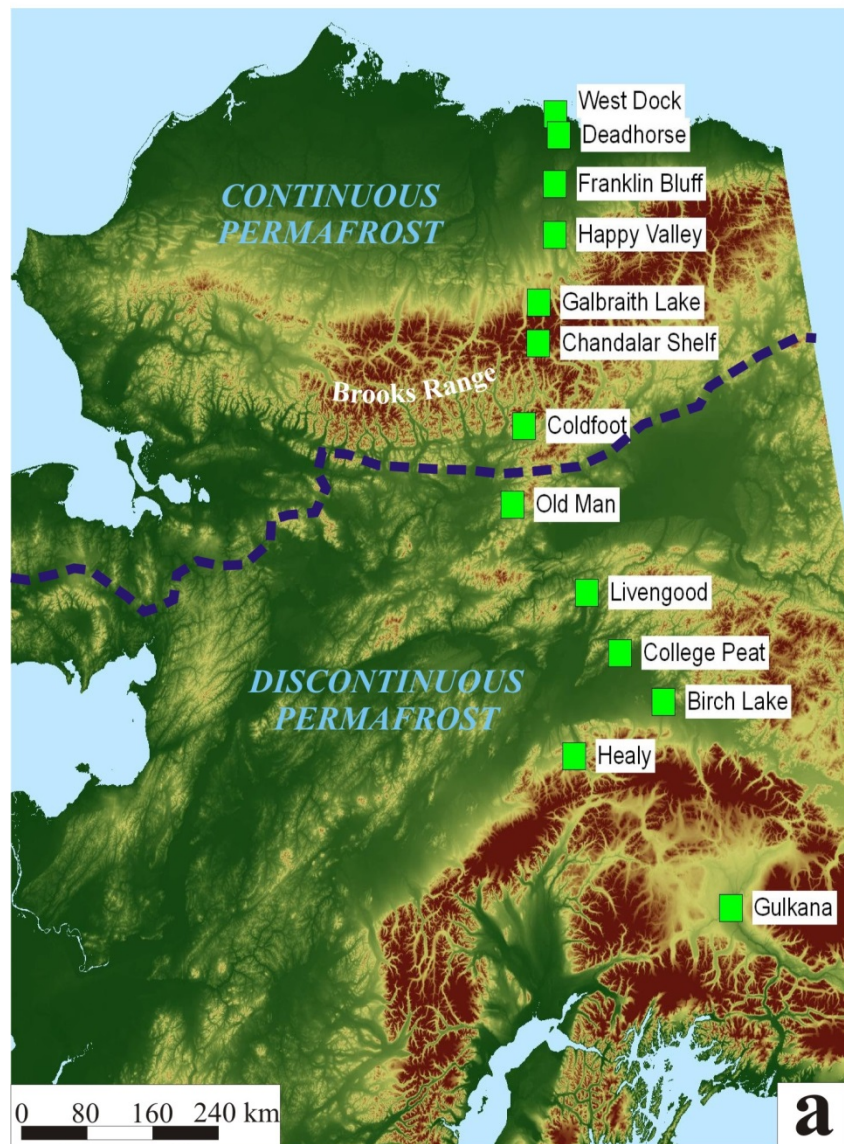 West Dock
Deadhorse
Franklin Bluff
CONTINUOUS
PERMAFROST
Happy Valley
Galbraith Lake
Chandalar Shelf
Brooks Range
Coldfoot
Old Man
Livengood
College Peat
DISCONTINUOUS
PERMAFROST
Birch Lake
Healy
Gulkana
0 80 160 240 km
a